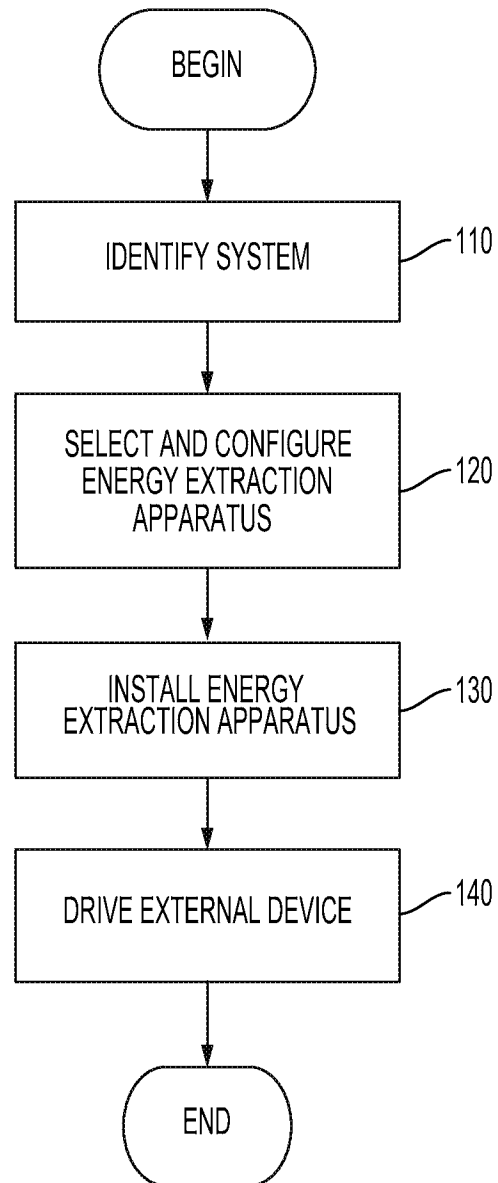 BEGIN
IDENTIFY SYSTEM
110
SELECT AND CONFIGURE
ENERGY EXTRACTION
APPARATUS
120
INSTALL ENERGY
EXTRACTION APPARATUS
130
DRIVE EXTERNAL DEVICE
140
END